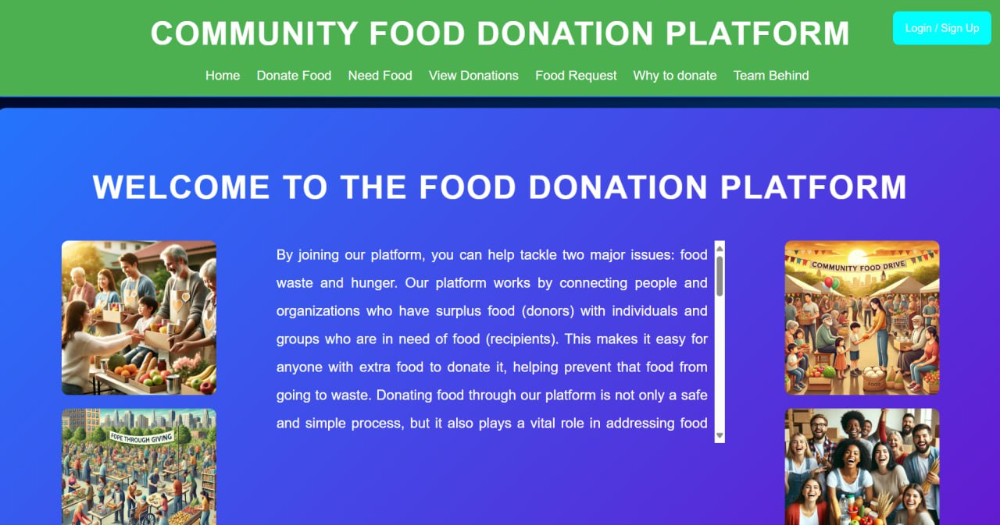 COMMUNITY FOOD DONATION PLATFORM
Login / Sign Up
Home Donate Food Need Food View Donations Food Request Why to donate Team Behind
WELCOME TO THE FOOD DONATION PLATFORM
By joining our platform, you can help tackle two major issues: food
waste and hunger. Our platform works by connecting people and
organizations who have surplus food (donors) with individuals and
groups who are in need of food (recipients). This makes it easy for
anyone with extra food to donate it, helping prevent that food from
going to waste. Donating food through our platform is not only a safe
and simple process, but it also plays a vital role in addressing food
COMMUNITY FOOD DRIVE
FOOD
FOPE THROUGH GIVING